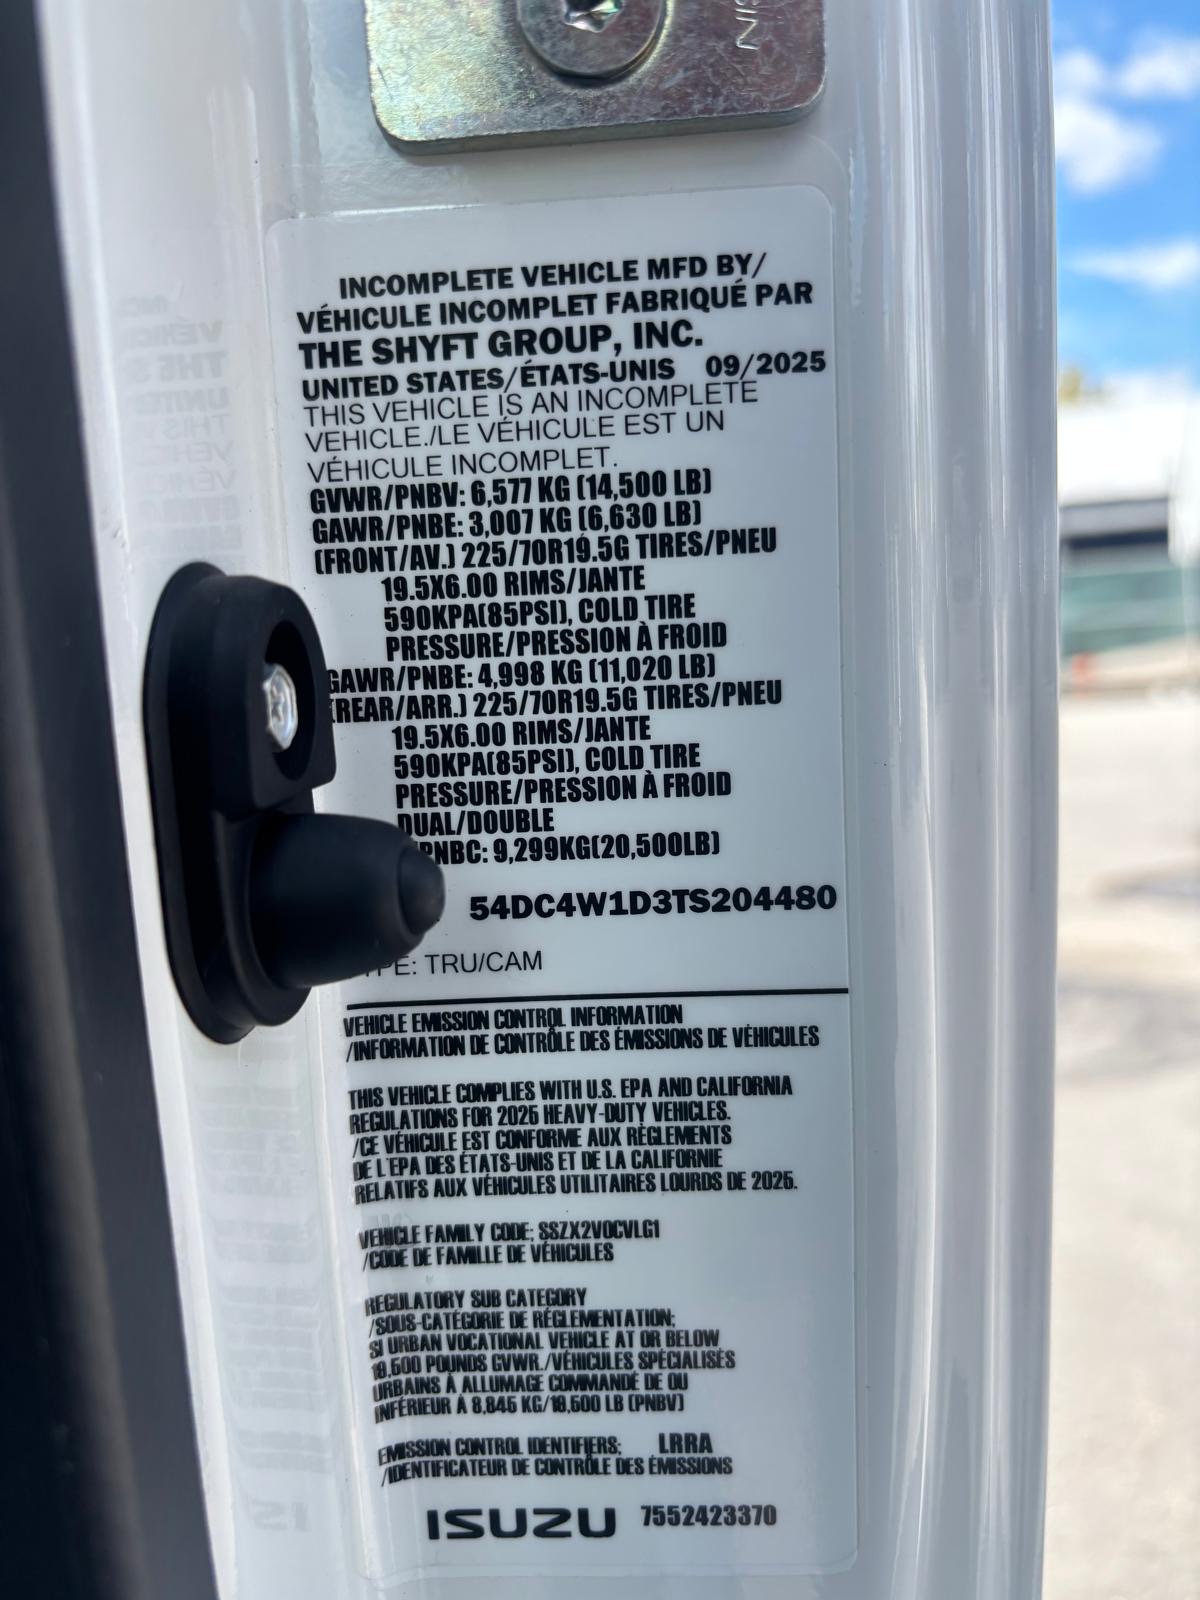 INCOMPLETE VEHICLE MFD BY/
VÉHICULE INCOMPLET FABRIQUÉ PAR
THE SHYFT GROUP, INC.
UNITED STATES/ÉTATS-UNIS 09/2025
THIS VEHICLE IS AN INCOMPLETE
VEHICLE./LE VÉHICULE EST UN
VÉHICULE INCOMPLET.
GVWR/PNBV: 6,577 KG (14,500 LB)
GAWR/PNBE: 3,007 KG (6,630 LB)
(FRONT/AV.) 225/70R19.5G TIRES/PNEU
19.5X6.00 RIMS/JANTE
590KPA(85PSI), COLD TIRE
PRESSURE/PRESSION À FROID
GAWR/PNBE: 4,998 KG (11,020 LB)
(REAR/ARR.) 225/70R19.5G TIRES/PNEU
19.5X6.00 RIMS/JANTE
590KPA(85PSI), COLD TIRE
PRESSURE/PRESSION À FROID
DUAL/DOUBLE
PNBC: 9,299KG(20,500LB)
54DC4W1D3TS204480
TRU/CAM
VEHICLE EMISSION CONTROL INFORMATION
/INFORMATION DE CONTRÔLE DES ÉMISSIONS DE VÉHICULES
THIS VEHICLE COMPLIES WITH U.S. EPA AND CALIFORNIA
REGULATIONS FOR 2025 HEAVY-DUTY VEHICLES.
/CE VÉHICULE EST CONFORME AUX RÈGLEMENTS
DE L'EPA DES ÉTATS-UNIS ET DE LA CALIFORNIE
RELATIFS AUX VÉHICULES UTILITAIRES LOURDS DE 2025.
VEHICLE FAMILY CODE; SSZX2VOCVLG1
/CODE DE FAMILLE DE VÉHICULES
REGULATORY SUB CATEGORY
/SOUS-CATÉGORIE DE RÉGLEMENTATION;
SI URBAN VOCATIONAL VEHICLE AT OR BELOW
19,500 POUNDS GVWR./VÉHICULES SPÉCIALISÉS
URBAINS À ALLUMAGE COMMANDÉ DE OU
INFÉRIEUR À 8,845 KG/19,500 LB (PNBV)
EMISSION CONTROL IDENTIFIERS; LRRA
/IDENTIFICATEUR DE CONTRÔLE DES ÉMISSIONS
ISUZU 7552423370